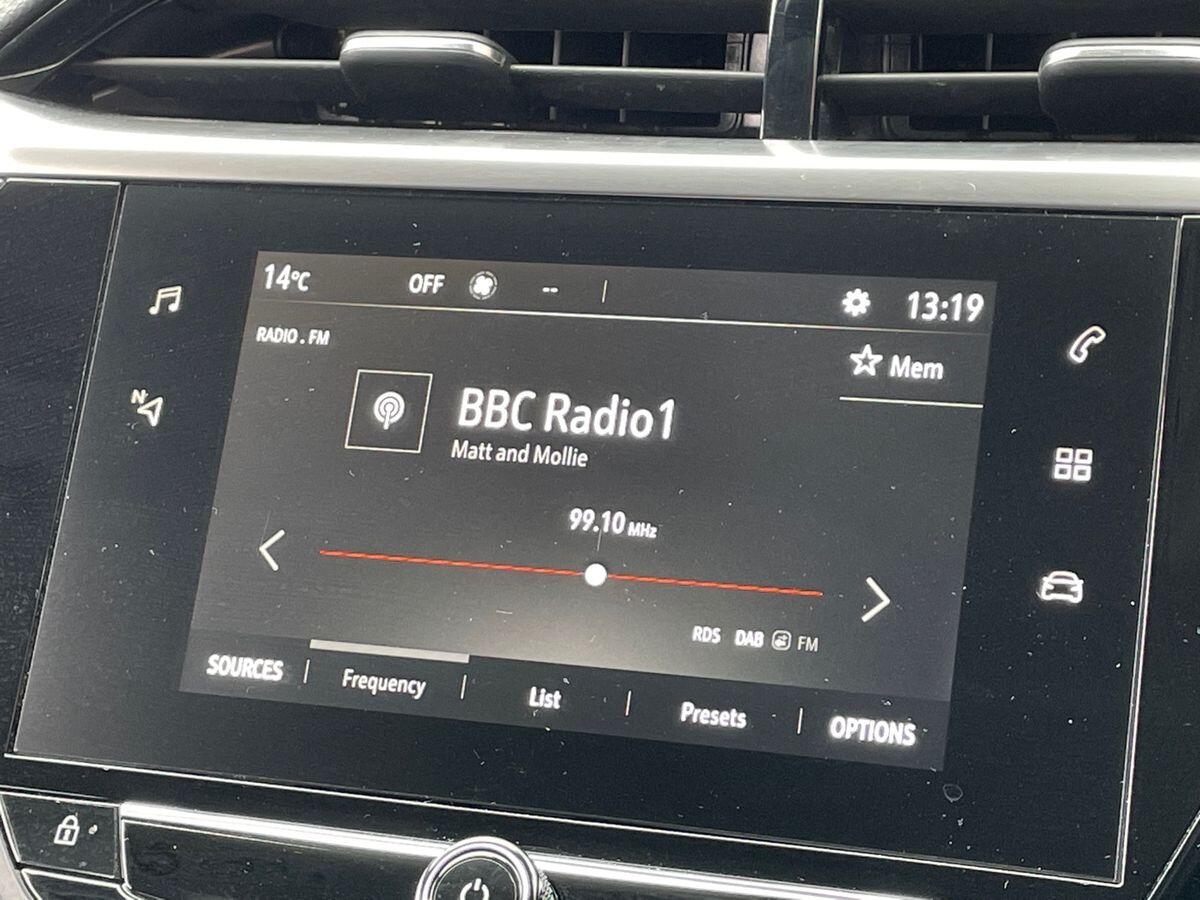 14°C OFF -- 13:19
RADIO . FM
Mem
N
BBC Radio1
Matt and Mollie
99.10 MHz
RDS DAB FM
SOURCES Frequency List Presets OPTIONS